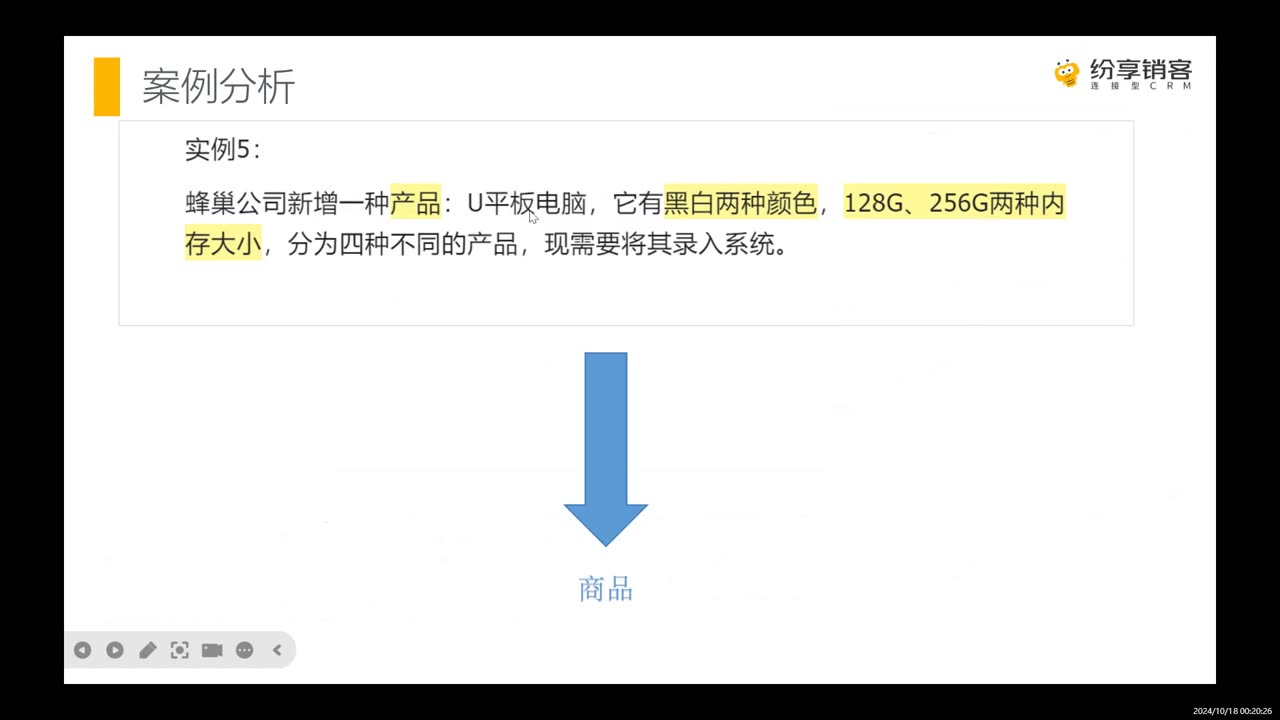 案例分析
纷享销客
连接型CRM
实例5：
蜂巢公司新增一种产品：U平板电脑，它有黑白两种颜色，128G、256G两种内
存大小，分为四种不同的产品，现需要将其录入系统。
商品
2024/10/18 00:20:26